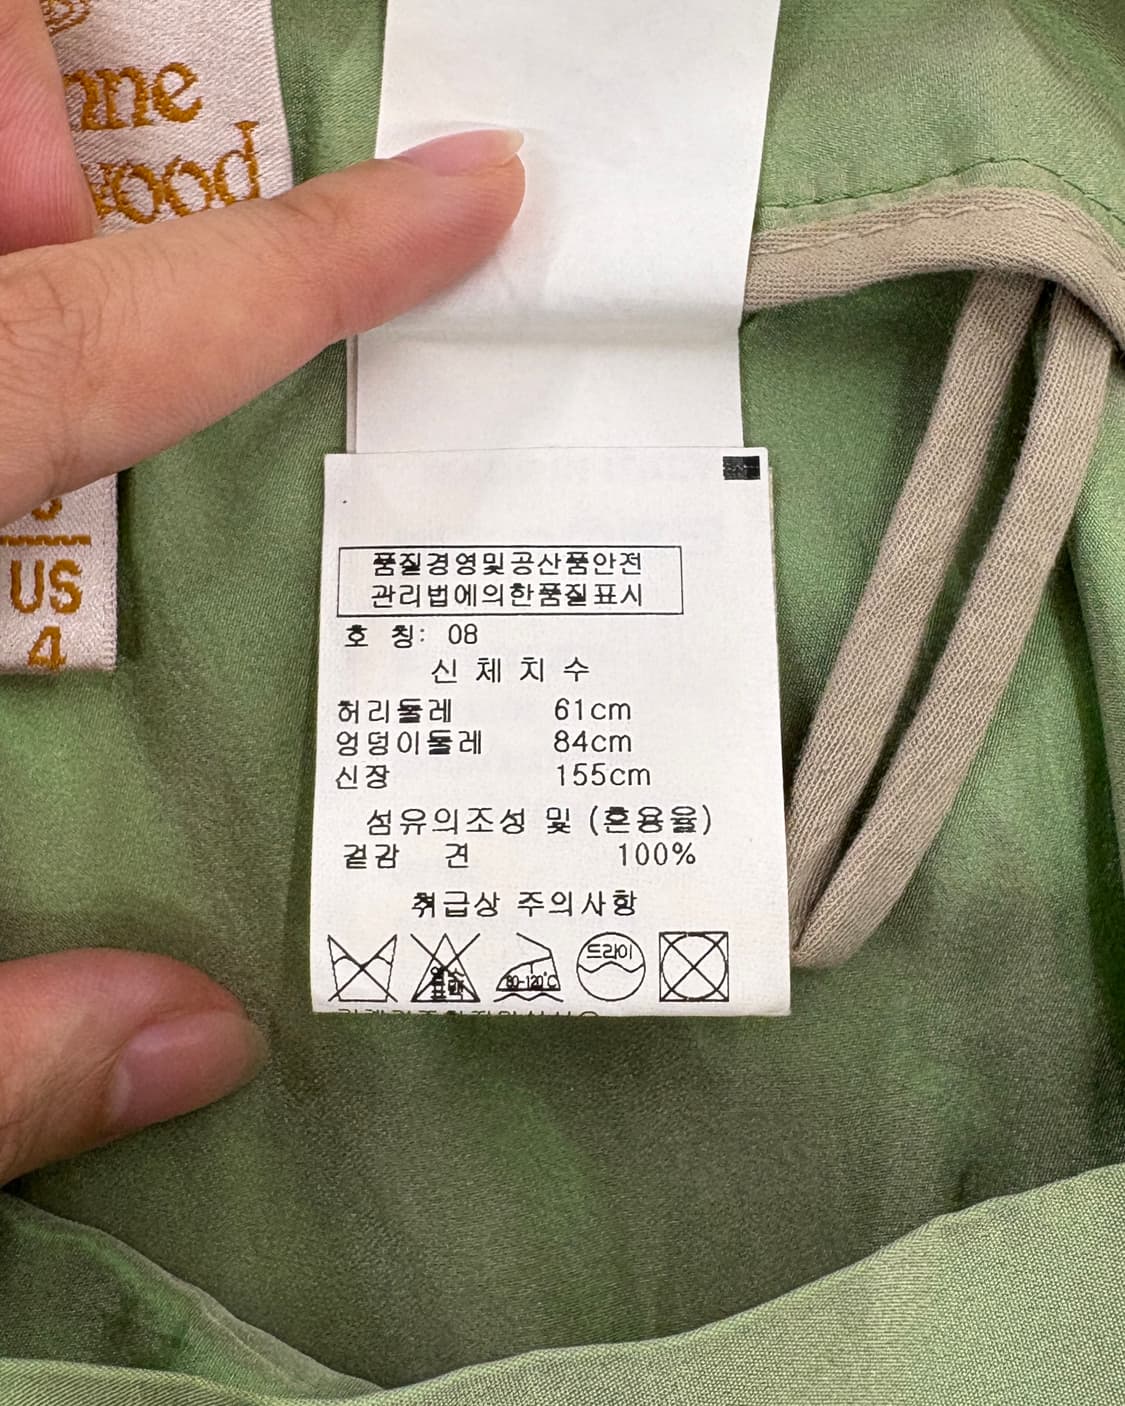 nne
wood
US
4
품질경영및공산품안전
관리법에의한품질표시
호 칭: 08
신 체 치 수
허리둘레 61cm
엉덩이둘레 84cm
신장 155cm
섬유의조성 및 (혼용율)
겉감 견 100%
취급상 주의사항
80-120°C
드라이